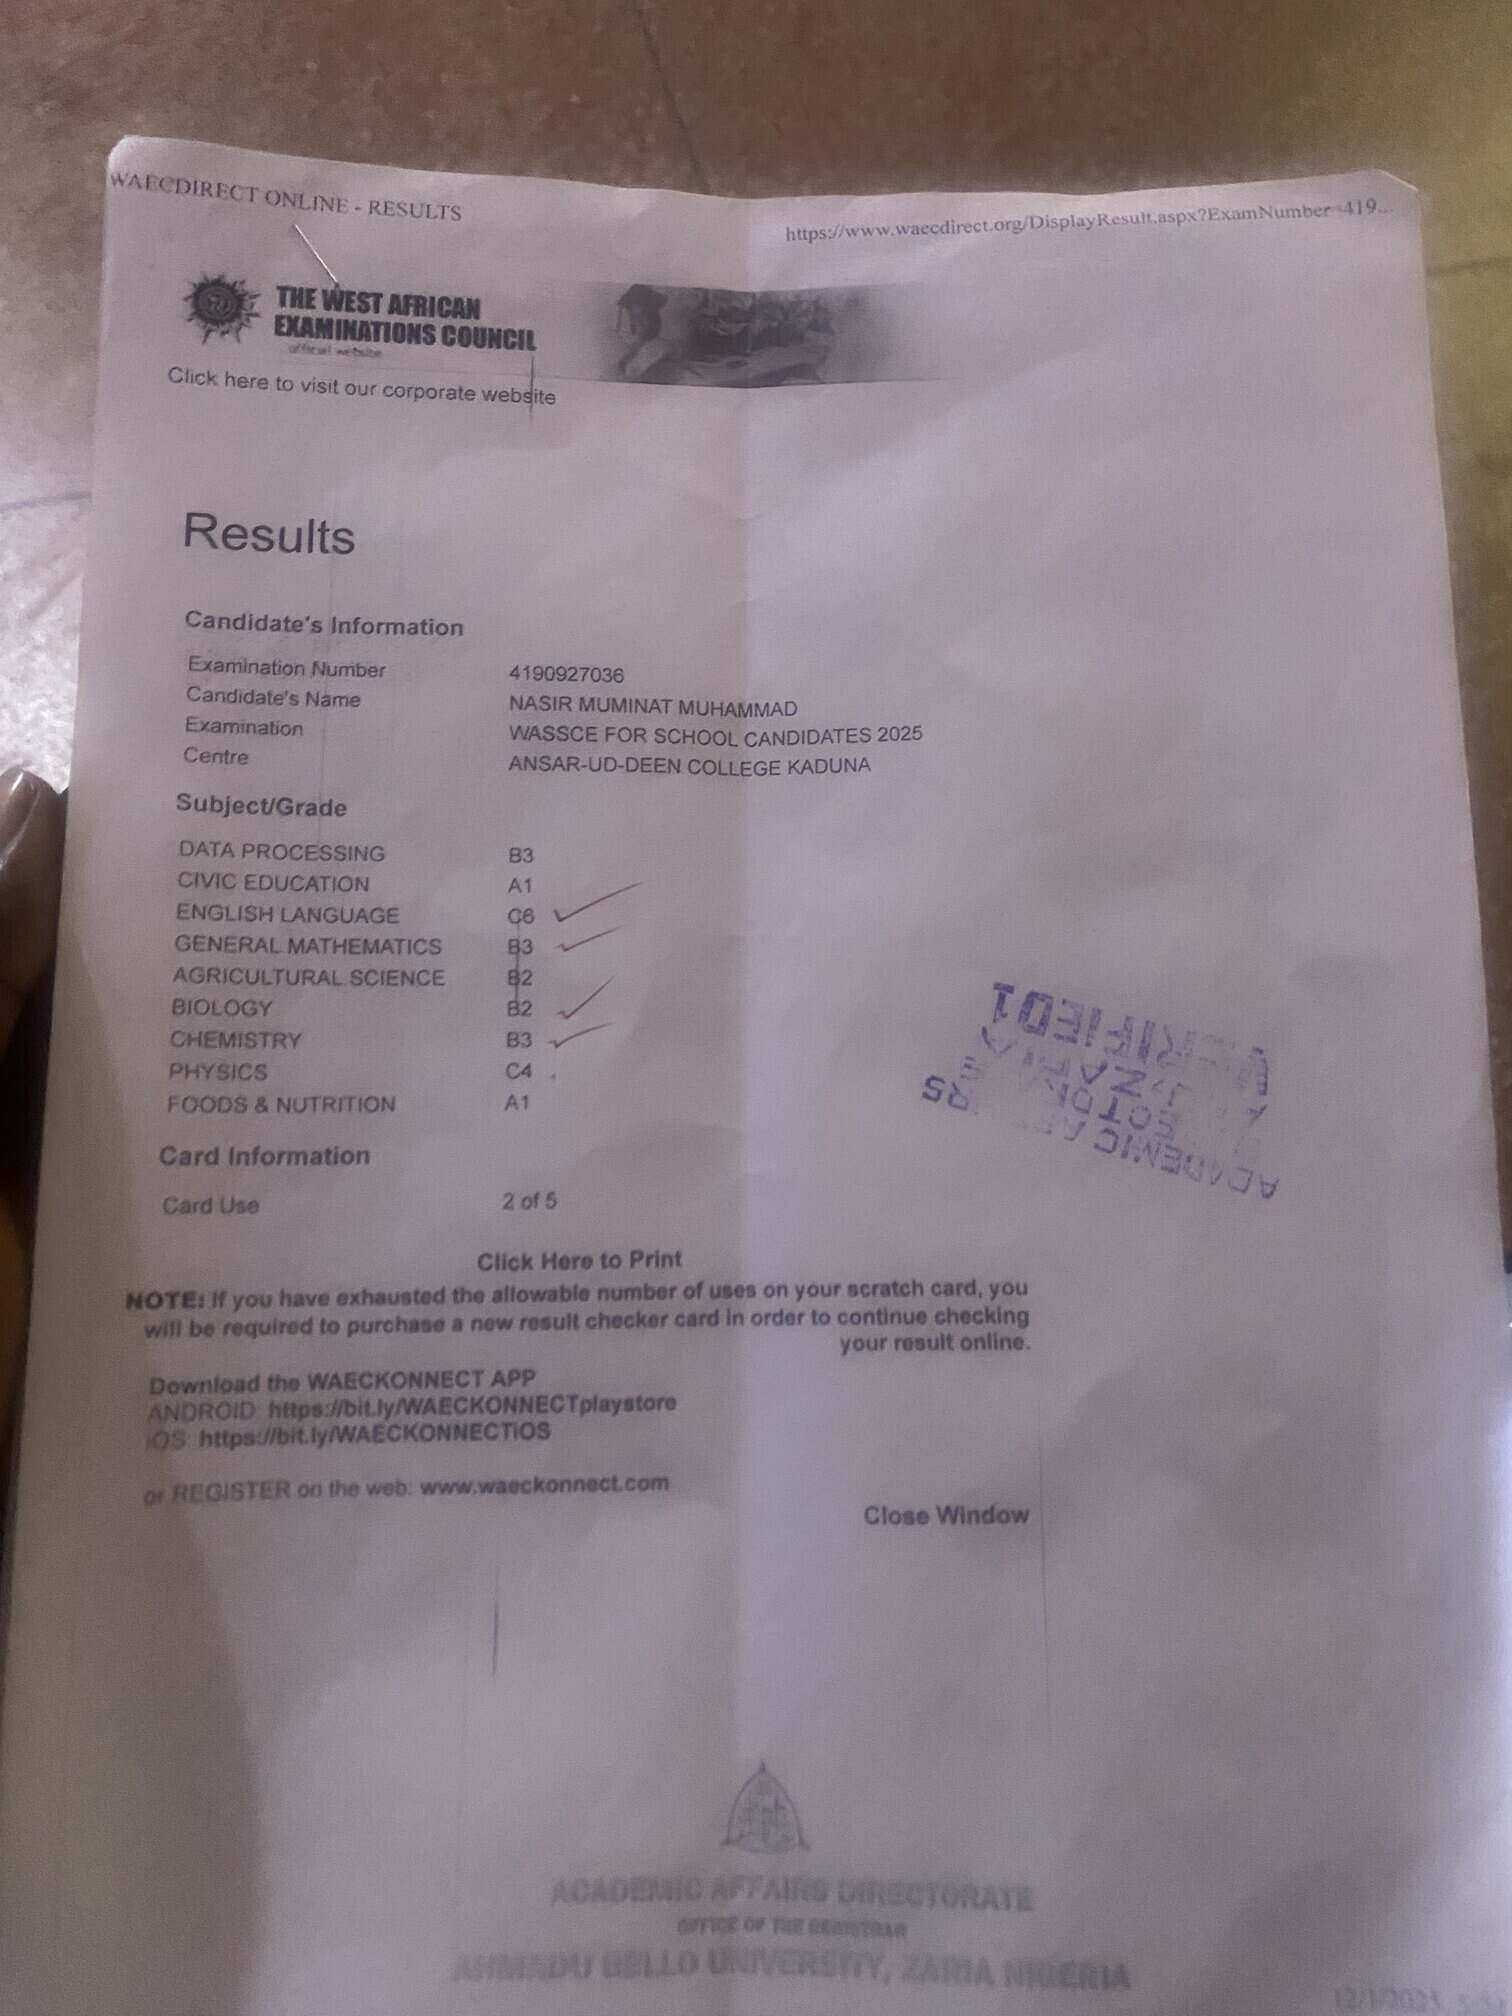 WAECDIRECT ONLINE - RESULTS
https://www.waecdirect.org/DisplayResult.aspx?ExamNumber=419...
THE WEST AFRICAN
EXAMINATIONS COUNCIL
official website
Click here to visit our corporate website
Results
Candidate's Information
Examination Number 4190927036
Candidate's Name NASIR MUMINAT MUHAMMAD
Examination WASSCE FOR SCHOOL CANDIDATES 2025
Centre ANSAR-UD-DEEN COLLEGE KADUNA
Subject/Grade
DATA PROCESSING B3
CIVIC EDUCATION A1
ENGLISH LANGUAGE C6
GENERAL MATHEMATICS B3
AGRICULTURAL SCIENCE B2
BIOLOGY B2
CHEMISTRY B3
PHYSICS C4
FOODS & NUTRITION A1
ACADEMIC
Card Information
Card Use 2 of 5
Click Here to Print
NOTE: If you have exhausted the allowable number of uses on your scratch card, you
will be required to purchase a new result checker card in order to continue checking
your result online.
Download the WAECKONNECT APP
ANDROID: https://bit.ly/WAECKONNECTplaystore
iOS: https://bit.ly/WAECKONNECTiOS
or REGISTER on the web: www.waeckonnect.com
Close Window
ACADEMIC AFFAIRS DIRECTORATE
OFFICE OF THE REGISTRAR
AHMADU BELLO UNIVERSITY, ZARIA NIGERIA